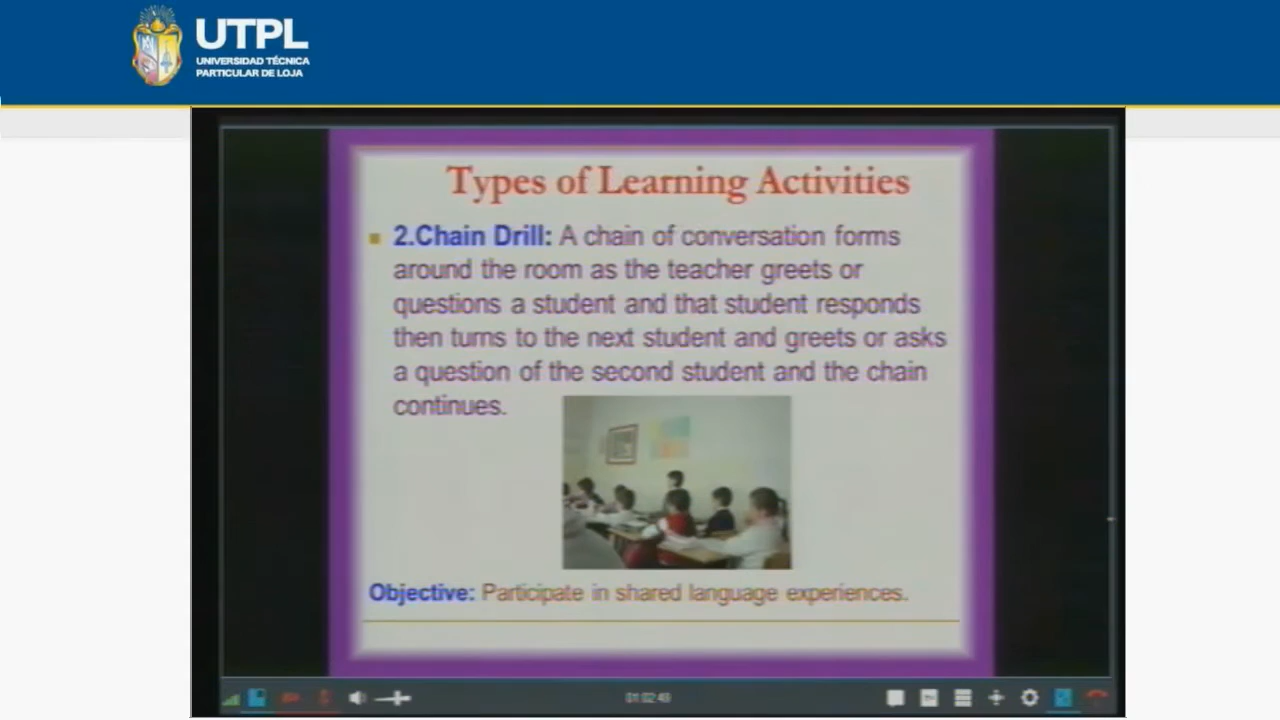 UTPL
UNIVERSIDAD TÉCNICA
PARTICULAR DE LOJA
Types of Learning Activities
2.Chain Drill: A chain of conversation forms
around the room as the teacher greets or
questions a student and that student responds
then turns to the next student and greets or asks
a question of the second student and the chain
continues.
Objective: Participate in shared language experiences.
01:02:49